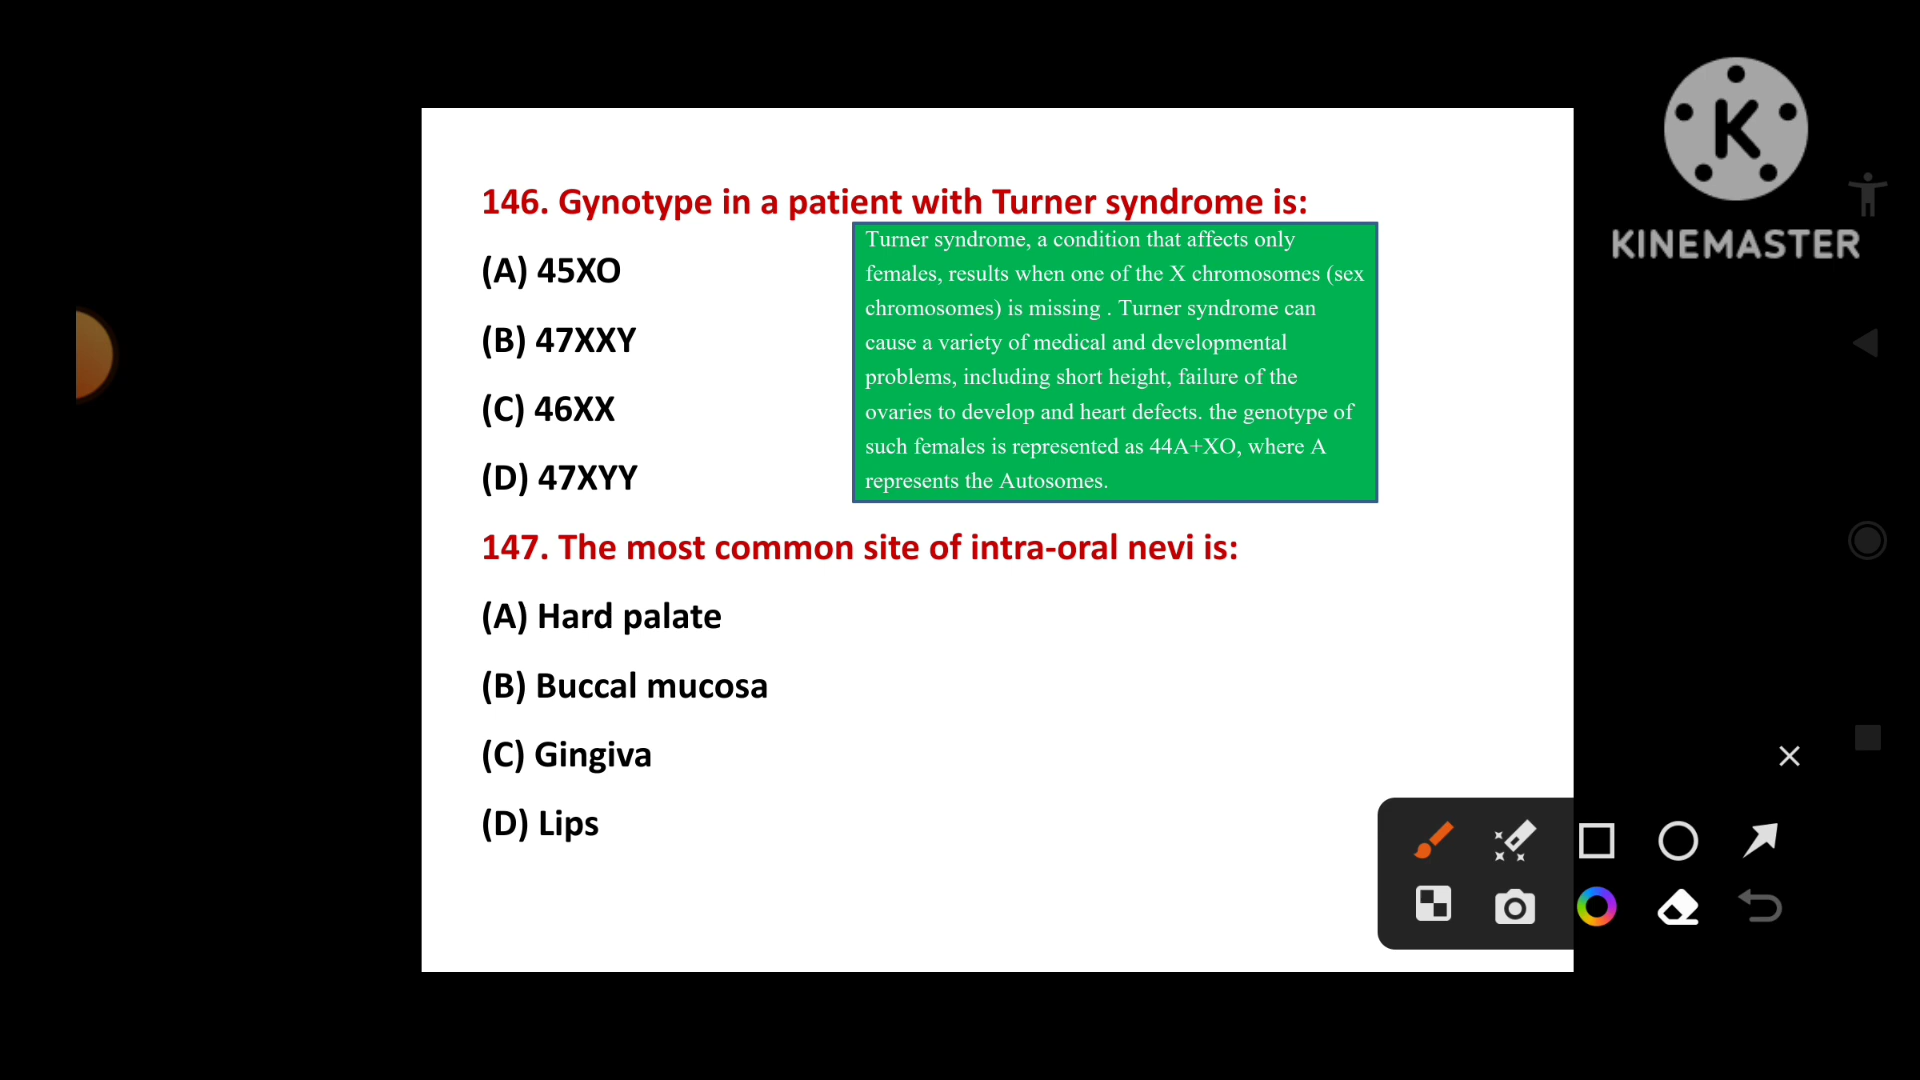 146. Gynotype in a patient with Turner syndrome is:
(A) 45XO
(B) 47XXY
(C) 46XX
(D) 47XYY
Turner syndrome, a condition that affects only
females, results when one of the X chromosomes (sex
chromosomes) is missing . Turner syndrome can
cause a variety of medical and developmental
problems, including short height, failure of the
ovaries to develop and heart defects. the genotype of
such females is represented as 44A+XO, where A
represents the Autosomes.
147. The most common site of intra-oral nevi is:
(A) Hard palate
(B) Buccal mucosa
(C) Gingiva
(D) Lips
K
KINEMASTER